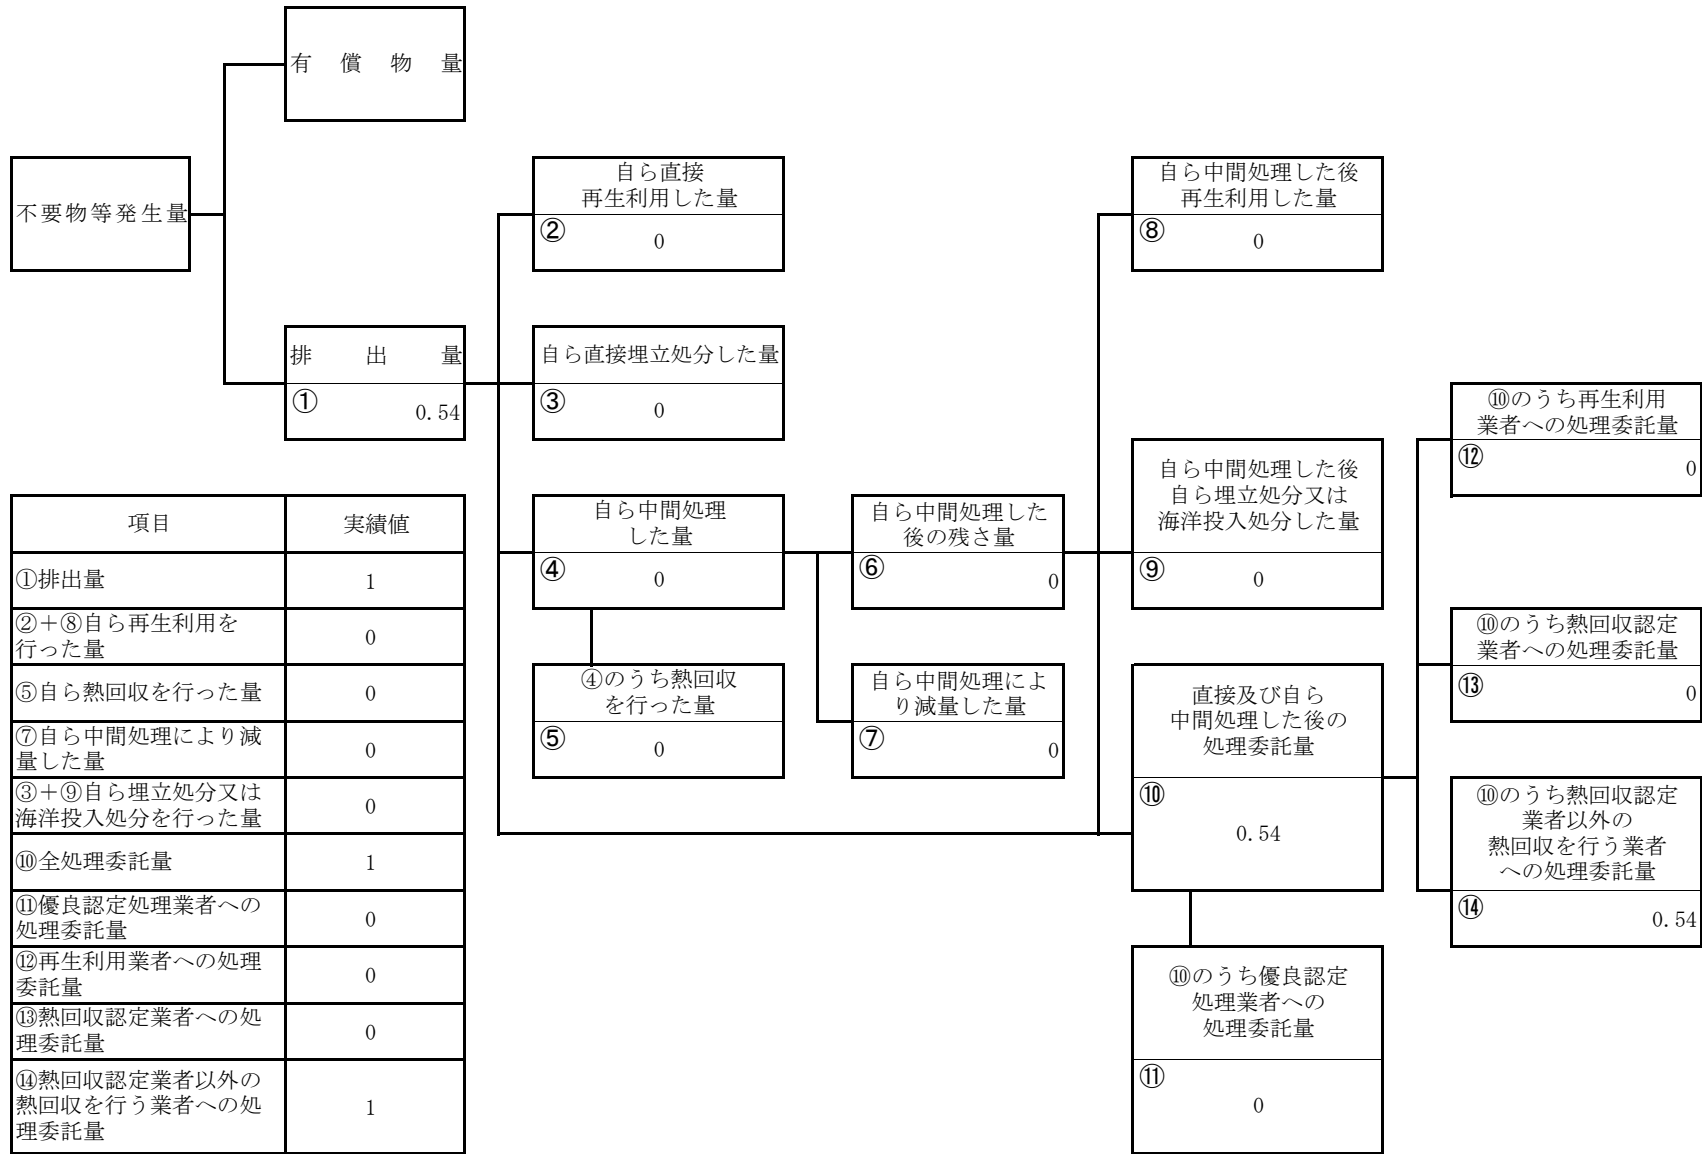 有償物量
不要物等発生量
排出量
① 0.54
自ら直接
再生利用した量
② 0
自ら直接埋立処分した量
③ 0
自ら中間処理
した量
④ 0
④のうち熱回収
を行った量
⑤ 0
自ら中間処理した
後の残さ量
⑥ 0
自ら中間処理によ
り減量した量
⑦ 0
自ら中間処理した後
再生利用した量
⑧ 0
自ら中間処理した後
自ら埋立処分又は
海洋投入処分した量
⑨ 0
直接及び自ら
中間処理した後の
処理委託量
⑩
0.54
⑩のうち優良認定
処理業者への
処理委託量
⑪
0
⑩のうち再生利用
業者への処理委託量
⑫ 0
⑩のうち熱回収認定
業者への処理委託量
⑬ 0
⑩のうち熱回収認定
業者以外の
熱回収を行う業者
への処理委託量
⑭ 0.54
項目 実績値
①排出量 1
②+⑧自ら再生利用を
行った量 0
⑤自ら熱回収を行った量 0
⑦自ら中間処理により減
量した量 0
③+⑨自ら埋立処分又は
海洋投入処分を行った量 0
⑩全処理委託量 1
⑪優良認定処理業者への
処理委託量 0
⑫再生利用業者への処理
委託量 0
⑬熱回収認定業者への処
理委託量 0
⑭熱回収認定業者以外の
熱回収を行う業者への処 1
理委託量